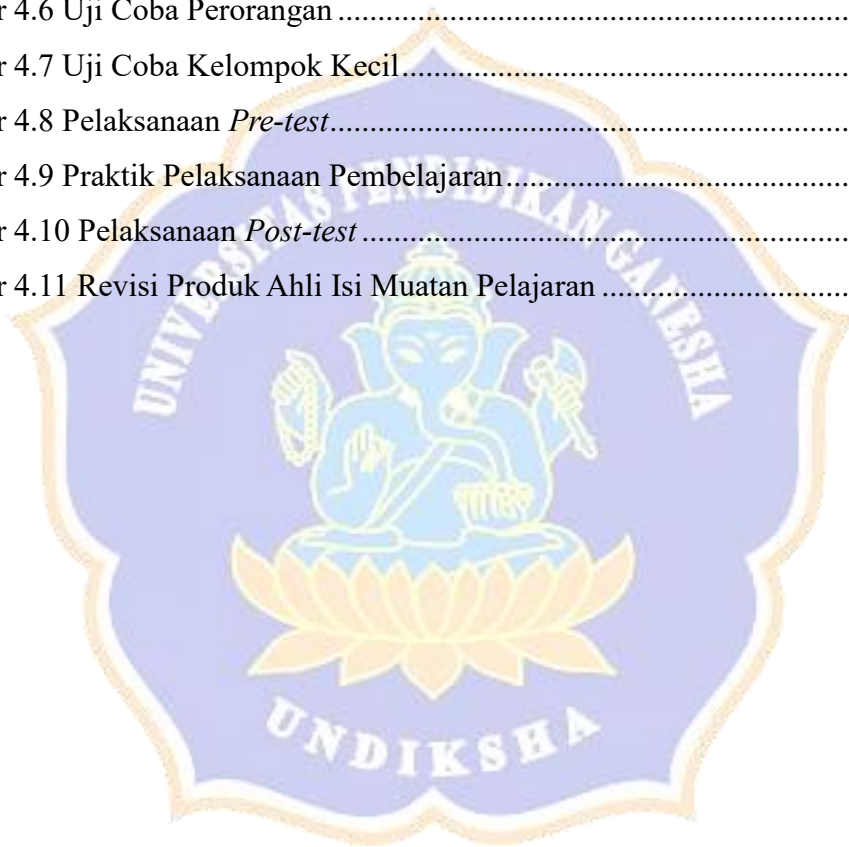 r 4.6 Uji Coba Perorangan ..........................................................
r 4.7 Uji Coba Kelompok Kecil..........................................................
r 4.8 Pelaksanaan Pre-test..........................................................
r 4.9 Praktik Pelaksanaan Pembelajaran..........................................
r 4.10 Pelaksanaan Post-test ..........................................................
r 4.11 Revisi Produk Ahli Isi Muatan Pelajaran ..............................
UNIVERSITAS PENDIDIKAN GANESHA
UNDIKSHA